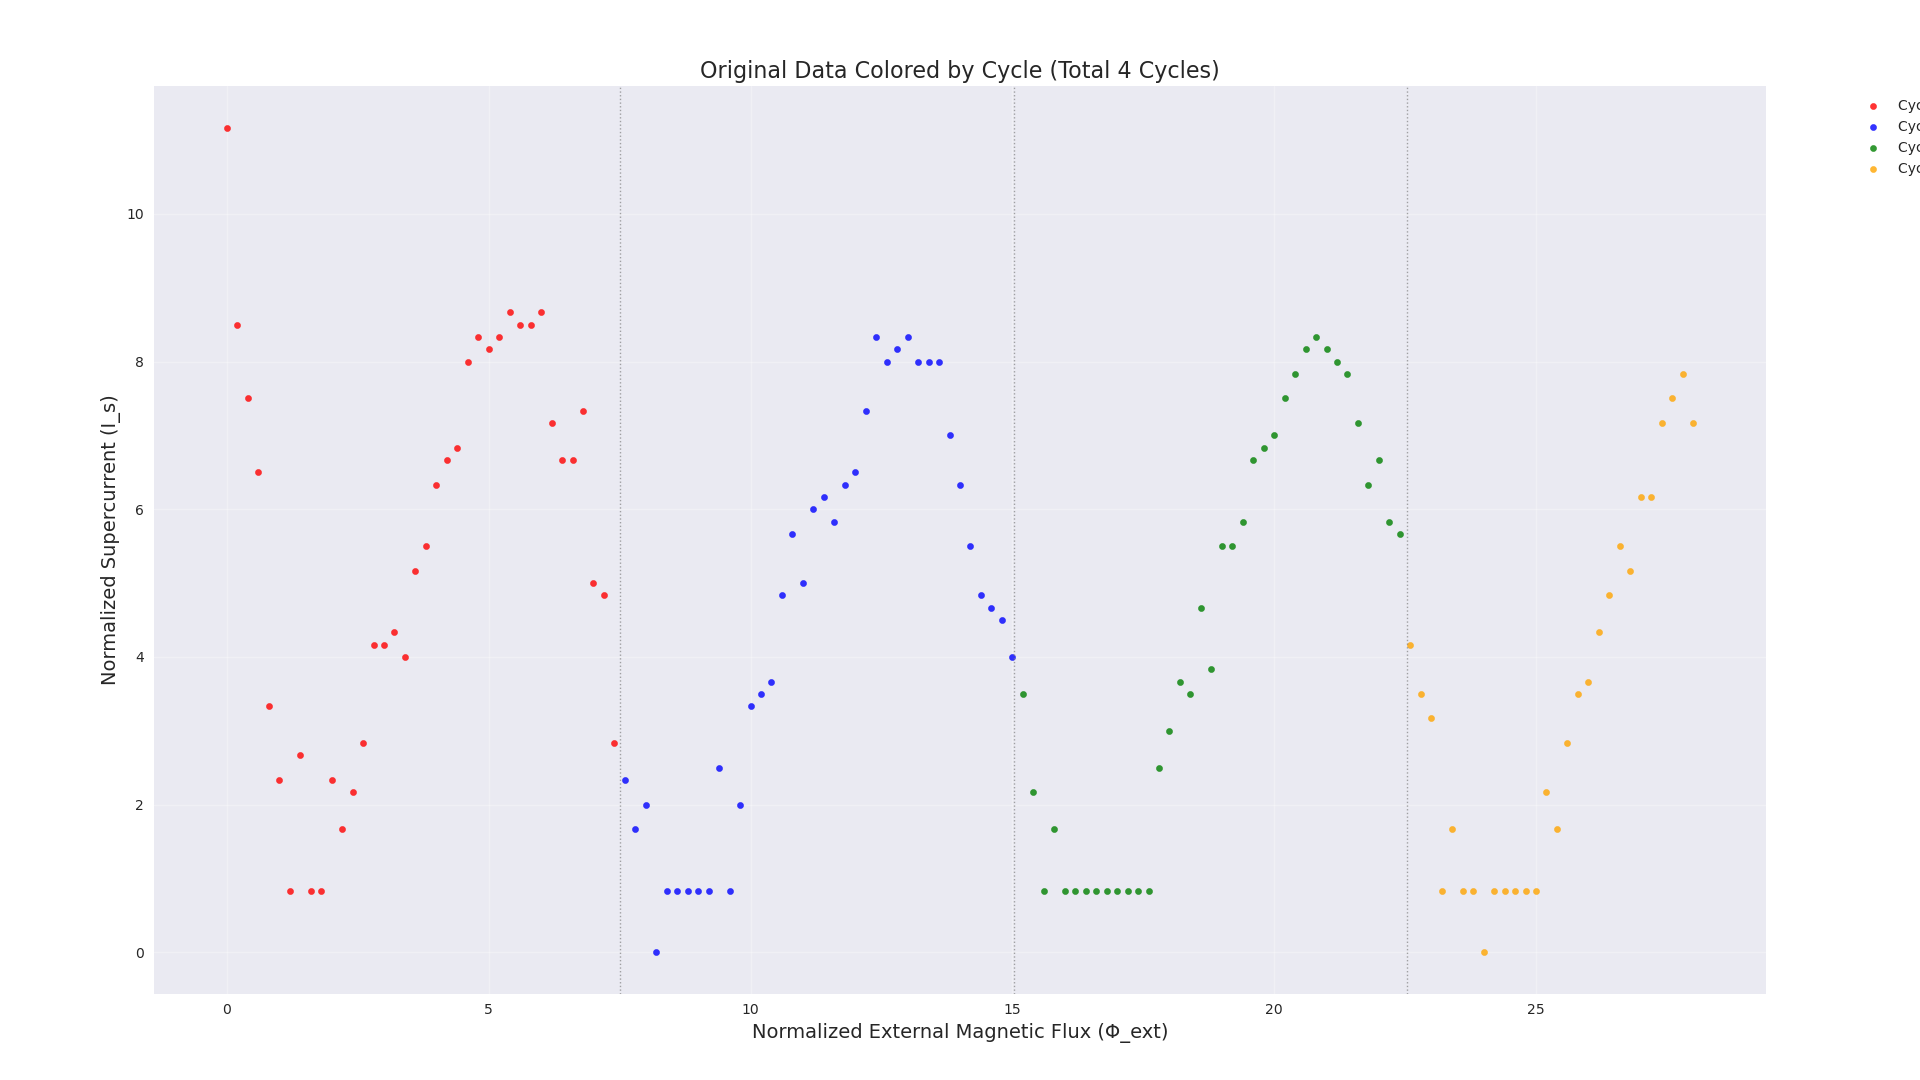 Original Data Colored by Cycle (Total 4 Cycles)
Cyc
Cyc
Cyc
Cyc
10
8
6
4
2
0
Normalized Supercurrent (I_s)
0 5 10 15 20 25
Normalized External Magnetic Flux (Φ_ext)